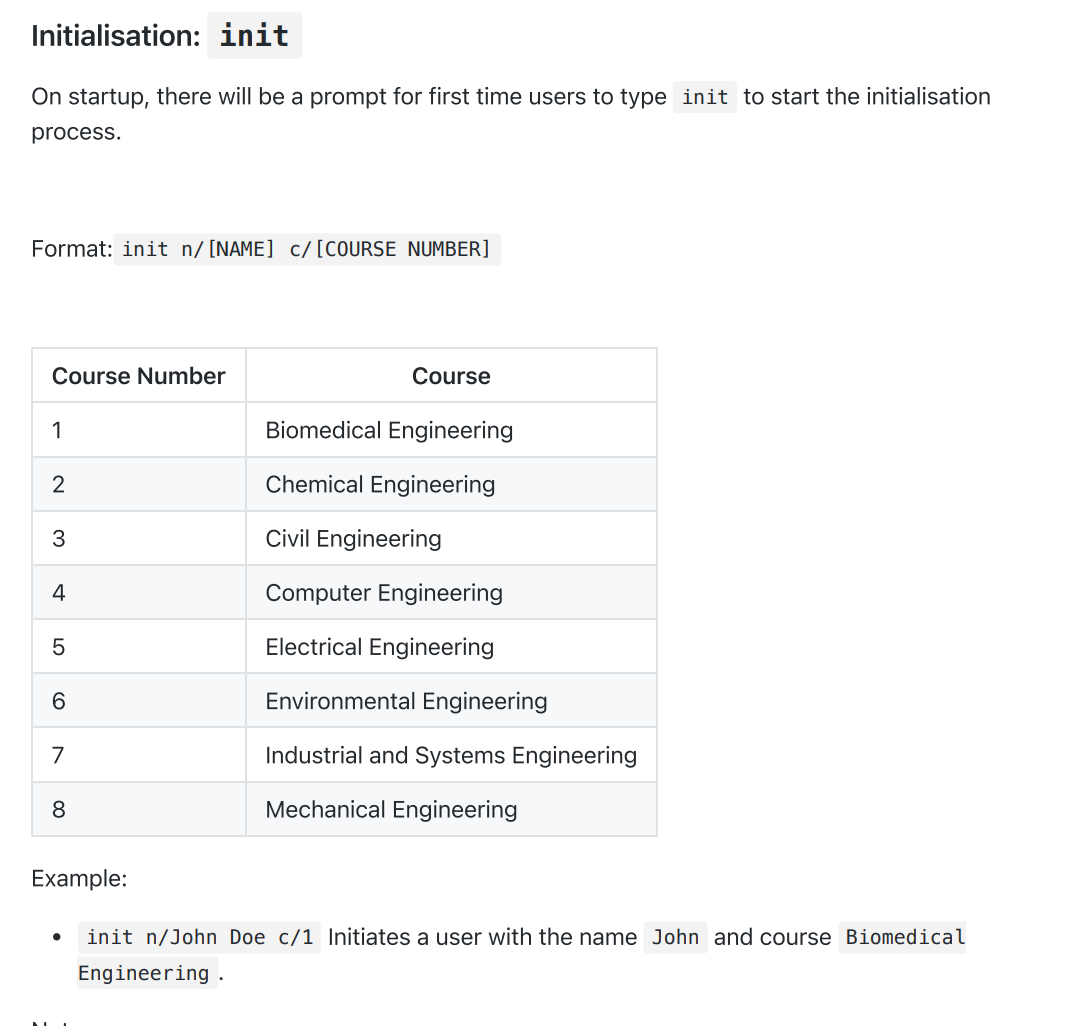 Initialisation: init
On startup, there will be a prompt for first time users to type init to start the initialisation
process.
Format: init n/[NAME] c/[COURSE NUMBER]
Course Number Course
1 Biomedical Engineering
2 Chemical Engineering
3 Civil Engineering
4 Computer Engineering
5 Electrical Engineering
6 Environmental Engineering
7 Industrial and Systems Engineering
8 Mechanical Engineering
Example:
• init n/John Doe c/1 Initiates a user with the name John and course Biomedical
Engineering .